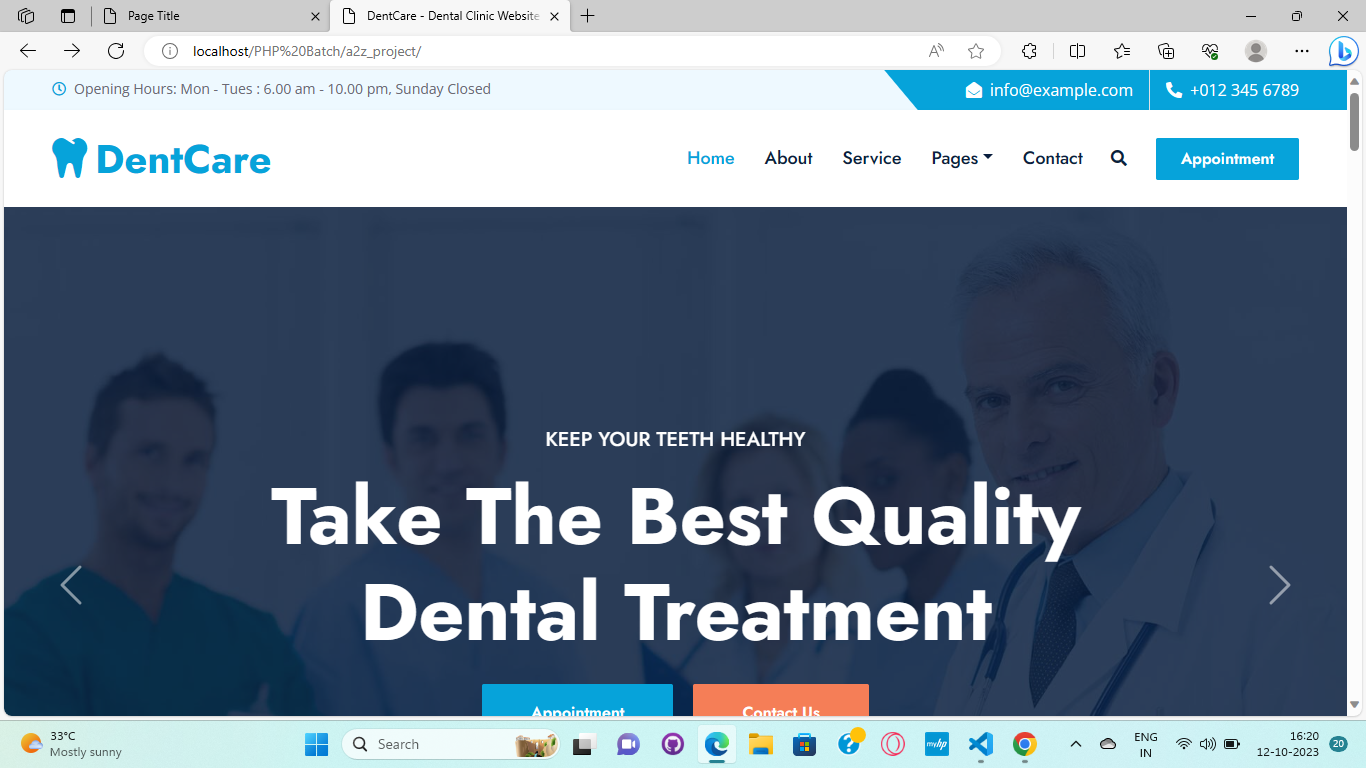 Page Title
DentCare - Dental Clinic Website
localhost/PHP%20Batch/a2z_project/
Opening Hours: Mon - Tues : 6.00 am - 10.00 pm, Sunday Closed
info@example.com
+012 345 6789
DentCare
Home
About
Service
Pages
Contact
Appointment
KEEP YOUR TEETH HEALTHY
Take The Best Quality
Dental Treatment
Appointment
Contact Us
33°C
Mostly sunny
Search
myhp
ENG
IN
16:20
12-10-2023
20